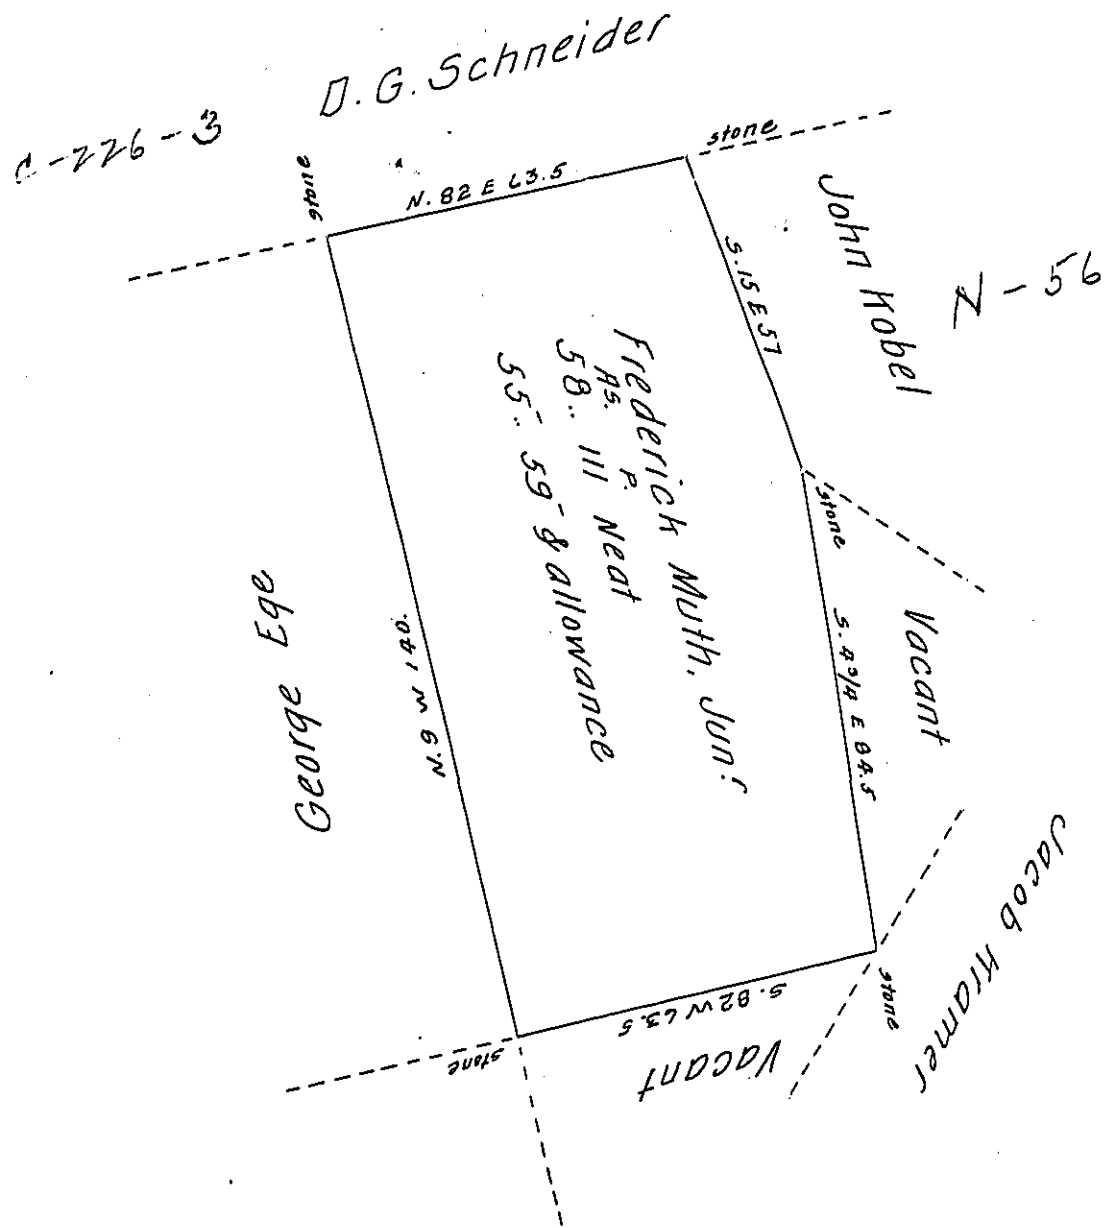 D. G. Schneider
C-226-3
stone
N. 82 E 63.5
stone
John Kobel
N-56
S. 15 E 57
Frederick Muth, Jun.r
As. P.
58.. 111 Neat
55.. 59 & allowance
stone
Vacant
S. 4 3/4 E 84.5
George Ege
N. 9 W 140.
Jacob Kramer
stone
S. 82 W 63.5
stone
Vacant